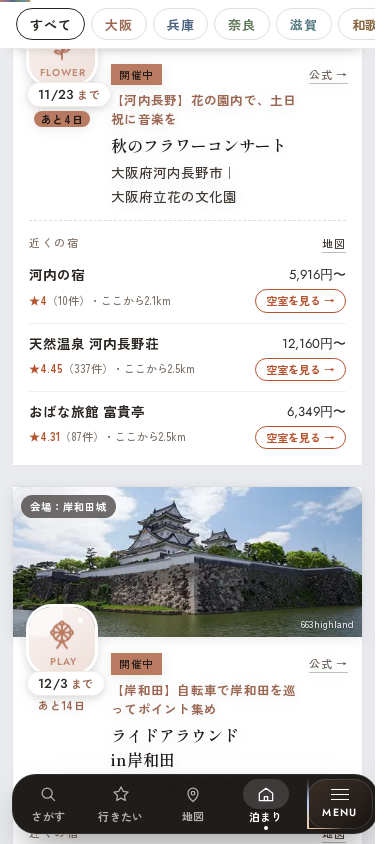 すべて
大阪
兵庫
奈良
滋賀
和歌
FLOWER
11/23 まで
あと4日
開催中
公式 →
【河内長野】花の園内で、土日
祝に音楽を
秋のフラワーコンサート
大阪府河内長野市｜
大阪府立花の文化園
近くの宿
地図
河内の宿
5,916円〜
★4（10件）・ここから2.1km
空室を見る →
天然温泉 河内長野荘
12,160円〜
★4.45（337件）・ここから2.5km
空室を見る →
おばな旅館 富貴亭
6,349円〜
★4.31（87件）・ここから2.5km
空室を見る →
会場：岸和田城
663highland
PLAY
12/3 まで
あと14日
開催中
公式 →
【岸和田】自転車で岸和田を巡
ってポイント集め
ライドアラウンド
in岸和田
さがす
行きたい
地図
泊まり
MENU
近くの宿
地図